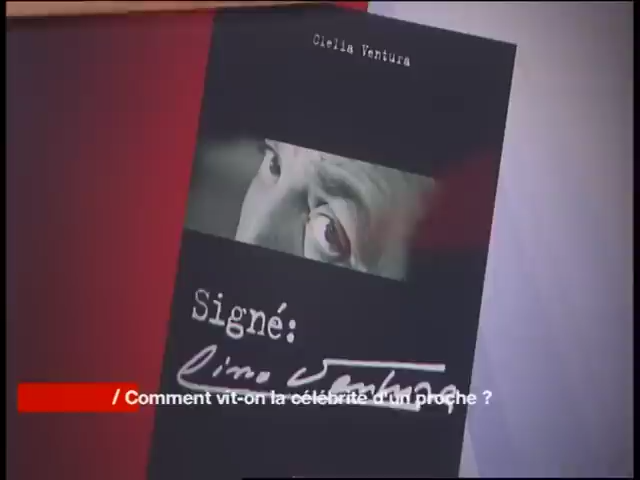 Clelia Ventura
Signé:
Lino Ventura
/ Comment vit-on la célébrité d'un proche ?